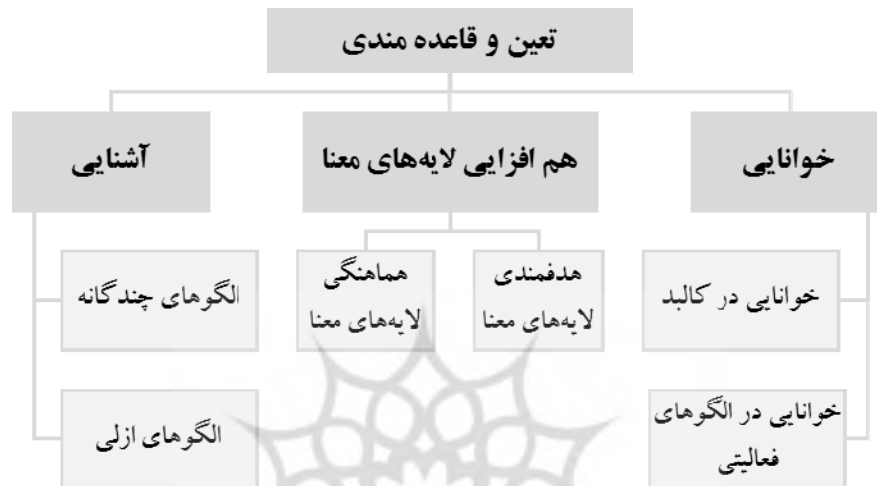 تعین و قاعده مندی
خوانایی
هم افزایی لایه‌های معنا
آشنایی
خوانایی در کالبد
هدفمندی
لایه‌های معنا
هماهنگی
لایه‌های معنا
الگوهای چندگانه
خوانایی در الگوهای
فعالیتی
الگوهای ازلی